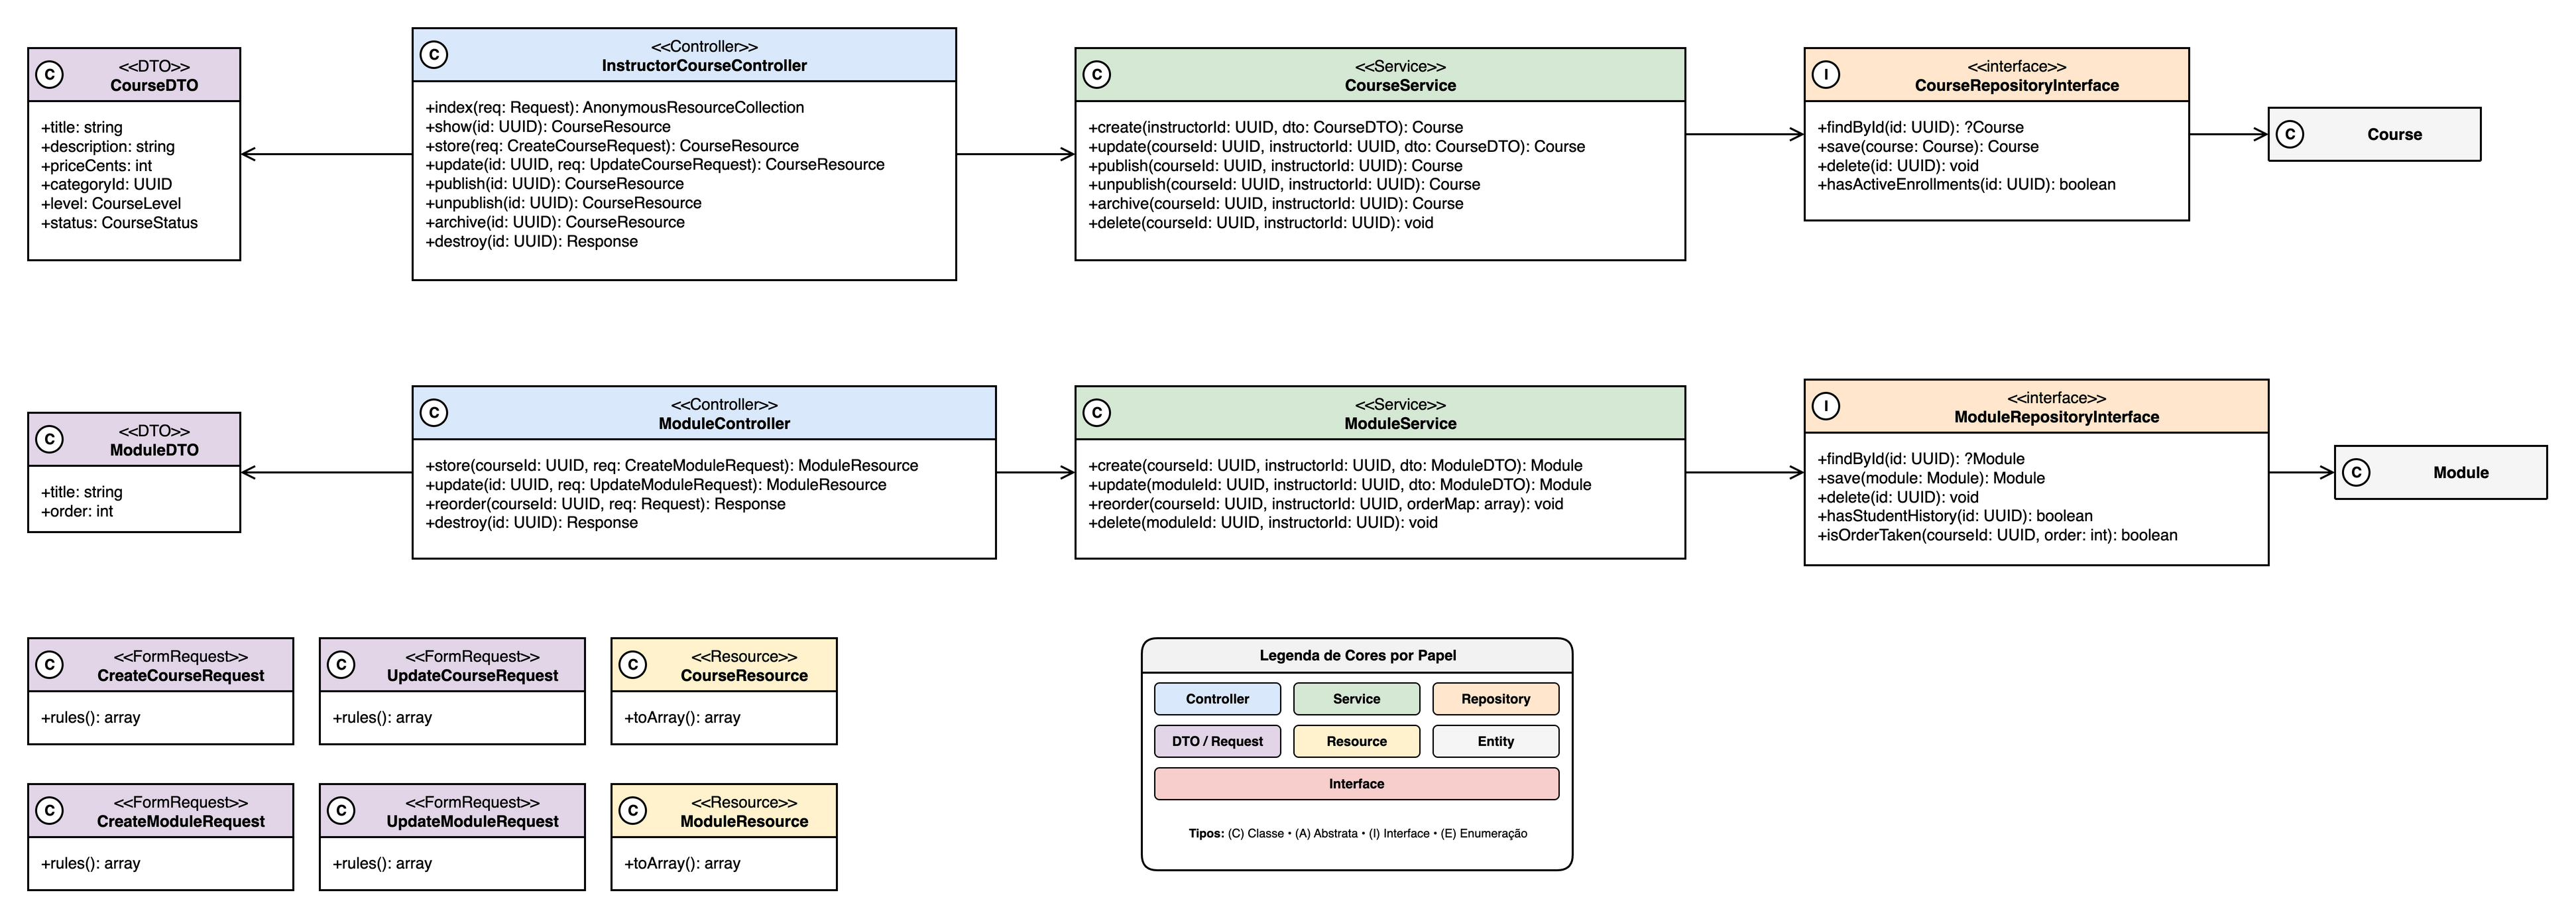 C
<<DTO>>
CourseDTO
+title: string
+description: string
+priceCents: int
+categoryId: UUID
+level: CourseLevel
+status: CourseStatus
C
<<Controller>>
InstructorCourseController
+index(req: Request): AnonymousResourceCollection
+show(id: UUID): CourseResource
+store(req: CreateCourseRequest): CourseResource
+update(id: UUID, req: UpdateCourseRequest): CourseResource
+publish(id: UUID): CourseResource
+unpublish(id: UUID): CourseResource
+archive(id: UUID): CourseResource
+destroy(id: UUID): Response
C
<<Service>>
CourseService
+create(instructorId: UUID, dto: CourseDTO): Course
+update(courseId: UUID, instructorId: UUID, dto: CourseDTO): Course
+publish(courseId: UUID, instructorId: UUID): Course
+unpublish(courseId: UUID, instructorId: UUID): Course
+archive(courseId: UUID, instructorId: UUID): Course
+delete(courseId: UUID, instructorId: UUID): void
I
<<interface>>
CourseRepositoryInterface
+findById(id: UUID): ?Course
+save(course: Course): Course
+delete(id: UUID): void
+hasActiveEnrollments(id: UUID): boolean
C
Course
C
<<DTO>>
ModuleDTO
+title: string
+order: int
C
<<Controller>>
ModuleController
+store(courseId: UUID, req: CreateModuleRequest): ModuleResource
+update(id: UUID, req: UpdateModuleRequest): ModuleResource
+reorder(courseId: UUID, req: Request): Response
+destroy(id: UUID): Response
C
<<Service>>
ModuleService
+create(courseId: UUID, instructorId: UUID, dto: ModuleDTO): Module
+update(moduleId: UUID, instructorId: UUID, dto: ModuleDTO): Module
+reorder(courseId: UUID, instructorId: UUID, orderMap: array): void
+delete(moduleId: UUID, instructorId: UUID): void
I
<<interface>>
ModuleRepositoryInterface
+findById(id: UUID): ?Module
+save(module: Module): Module
+delete(id: UUID): void
+hasStudentHistory(id: UUID): boolean
+isOrderTaken(courseId: UUID, order: int): boolean
C
Module
C
<<FormRequest>>
CreateCourseRequest
+rules(): array
C
<<FormRequest>>
UpdateCourseRequest
+rules(): array
C
<<Resource>>
CourseResource
+toArray(): array
C
<<FormRequest>>
CreateModuleRequest
+rules(): array
C
<<FormRequest>>
UpdateModuleRequest
+rules(): array
C
<<Resource>>
ModuleResource
+toArray(): array
Legenda de Cores por Papel
Controller
Service
Repository
DTO / Request
Resource
Entity
Interface
Tipos: (C) Classe • (A) Abstrata • (I) Interface • (E) Enumeração